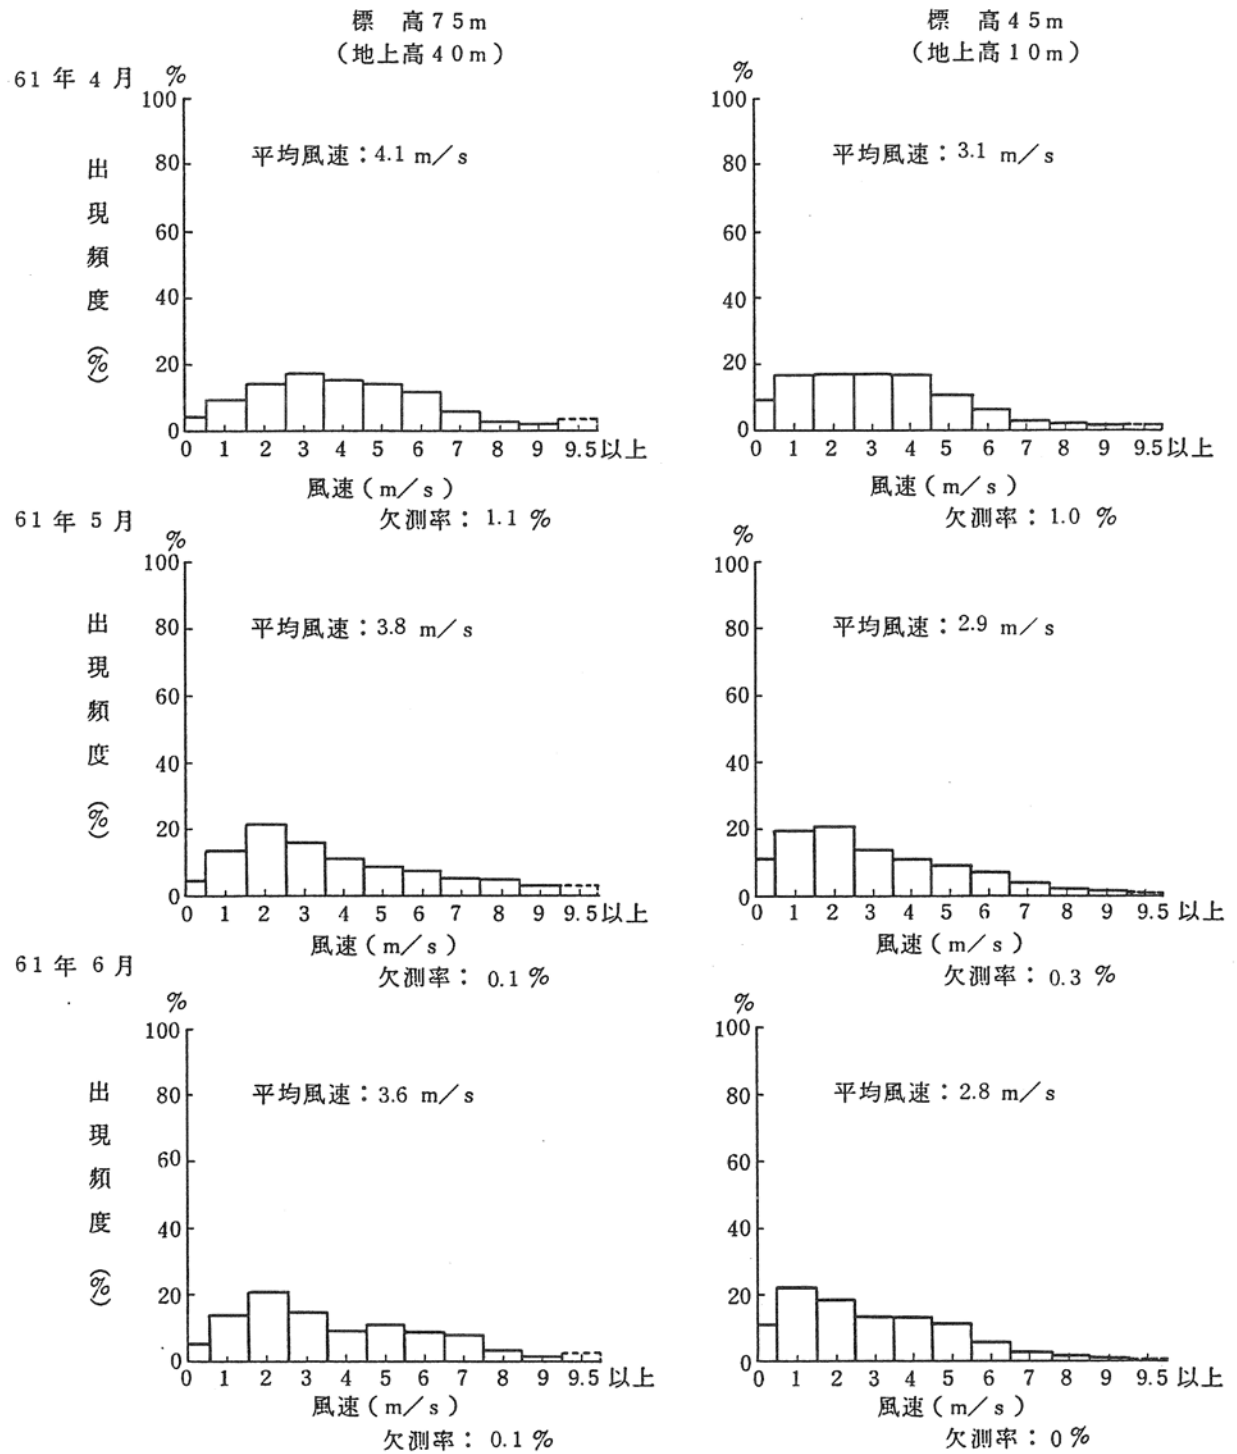 標 高75m
(地上高40m)
標 高45m
(地上高10m)
61年4月
%
100
80
60
40
20
0
出現頻度(%)
平均風速:4.1 m/s
0 1 2 3 4 5 6 7 8 9 9.5以上
風速(m/s)
欠測率:1.1 %
%
100
80
60
40
20
0
平均風速:3.1 m/s
0 1 2 3 4 5 6 7 8 9 9.5以上
風速(m/s)
欠測率:1.0 %
61年5月
%
100
80
60
40
20
0
出現頻度(%)
平均風速:3.8 m/s
0 1 2 3 4 5 6 7 8 9 9.5以上
風速(m/s)
欠測率: 0.1 %
%
100
80
60
40
20
0
平均風速:2.9 m/s
0 1 2 3 4 5 6 7 8 9 9.5 以上
風速(m/s)
欠測率: 0.3 %
61年6月
%
100
80
60
40
20
0
出現頻度(%)
平均風速:3.6 m/s
0 1 2 3 4 5 6 7 8 9 9.5 以上
風速(m/s)
欠測率: 0.1 %
%
100
80
60
40
20
0
平均風速:2.8 m/s
0 1 2 3 4 5 6 7 8 9 9.5 以上
風速(m/s)
欠測率:0 %